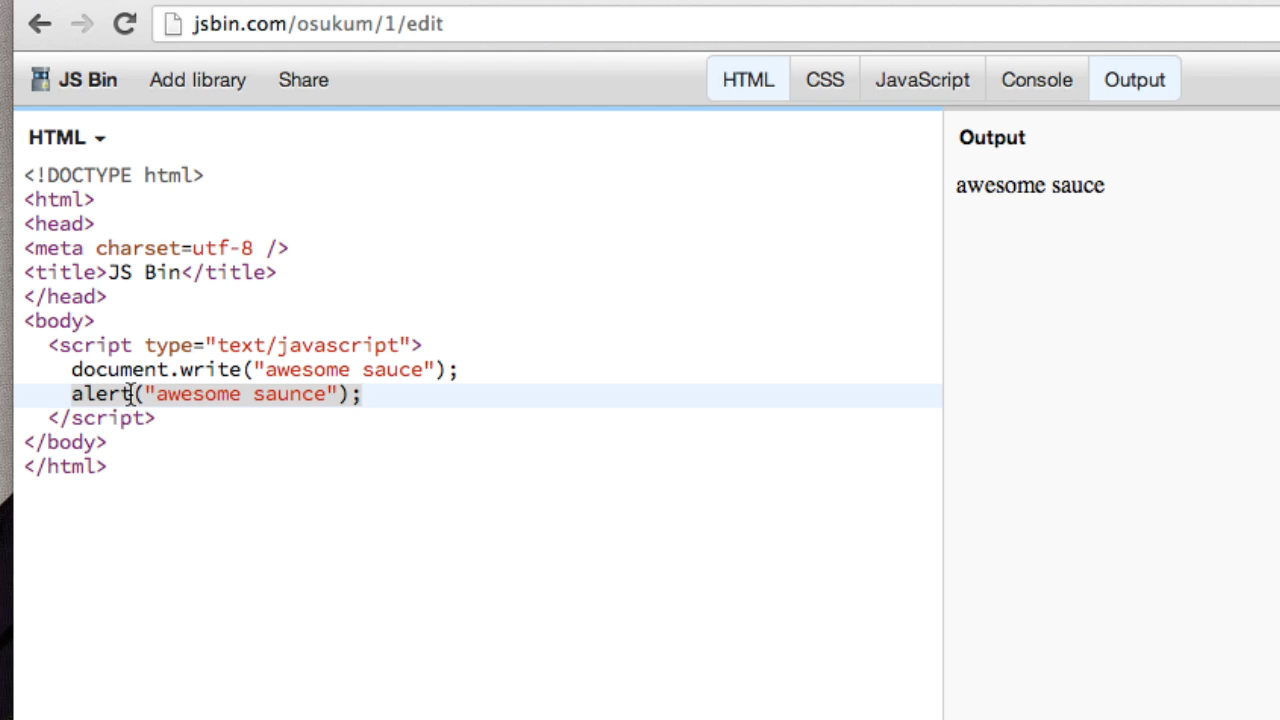 jsbin.com/osukum/1/edit
JS Bin Add library Share HTML CSS JavaScript Console Output
HTML
<!DOCTYPE html>
<html>
<head>
<meta charset=utf-8 />
<title>JS Bin</title>
</head>
<body>
<script type="text/javascript">
document.write("awesome sauce");
alert("awesome saunce");
</script>
</body>
</html>
Output
awesome sauce